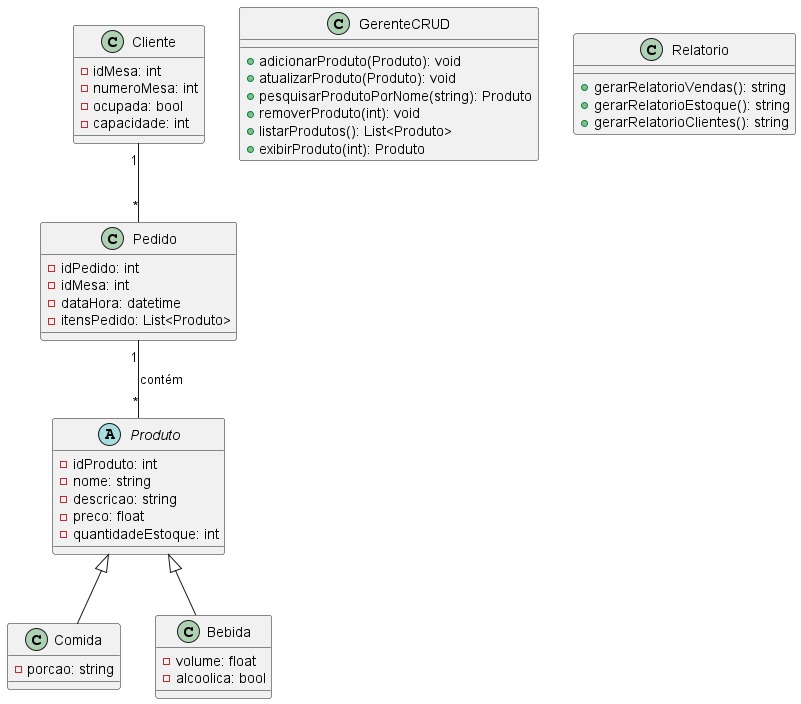 C Cliente
idMesa: int
numeroMesa: int
ocupada: bool
capacidade: int
C GerenteCRUD
adicionarProduto(Produto): void
atualizarProduto(Produto): void
pesquisarProdutoPorNome(string): Produto
removerProduto(int): void
listarProdutos(): List<Produto>
exibirProduto(int): Produto
C Relatorio
gerarRelatorioVendas(): string
gerarRelatorioEstoque(): string
gerarRelatorioClientes(): string
1
*
C Pedido
idPedido: int
idMesa: int
dataHora: datetime
itensPedido: List<Produto>
1
contém
*
A Produto
idProduto: int
nome: string
descricao: string
preco: float
quantidadeEstoque: int
C Comida
porcao: string
C Bebida
volume: float
alcoolica: bool